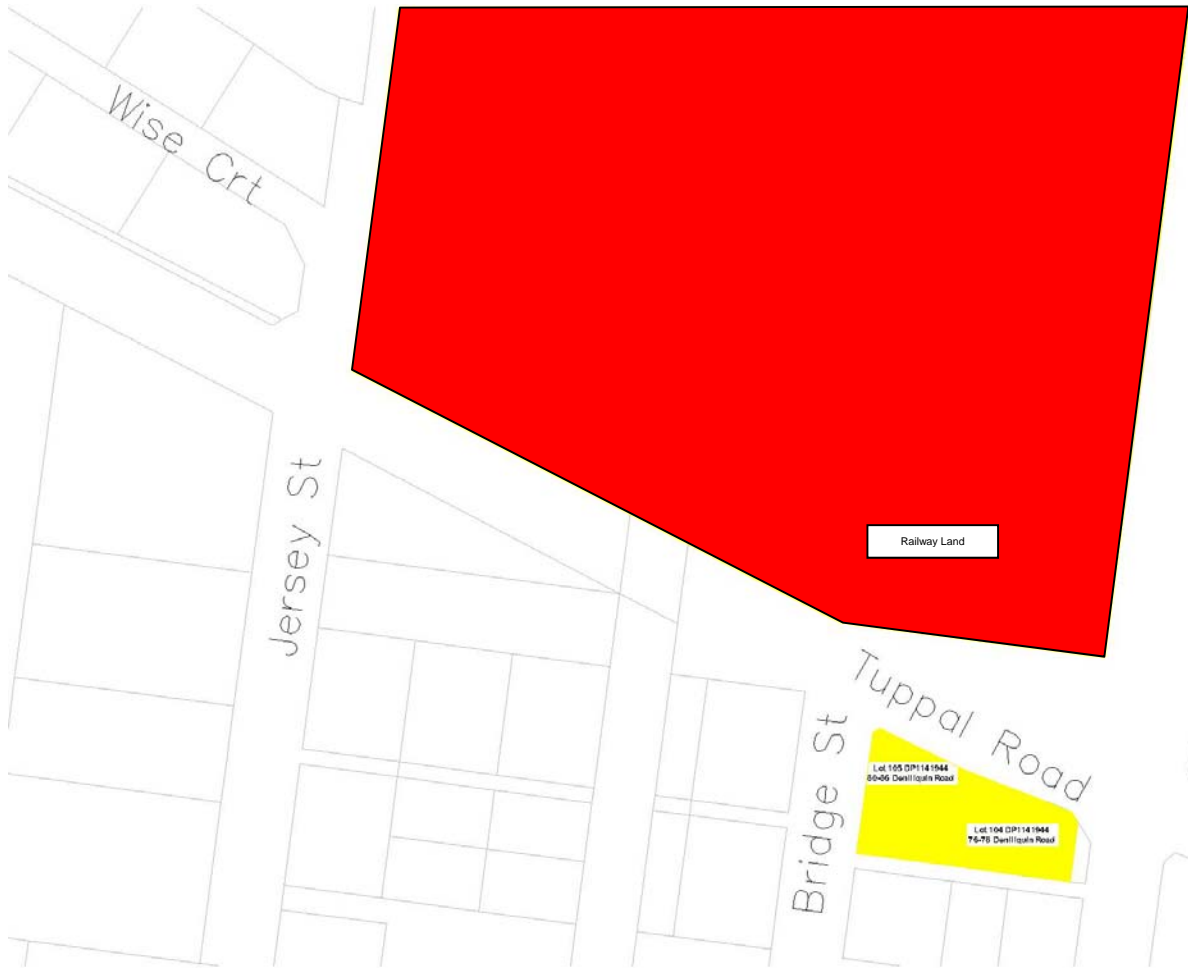 Wise Crt
Jersey St
Railway Land
Tuppal Road
Bridge St
Lot 105 DP1141944
80-86 Deniliquin Road
Lot 104 DP1141944
76-78 Deniliquin Road